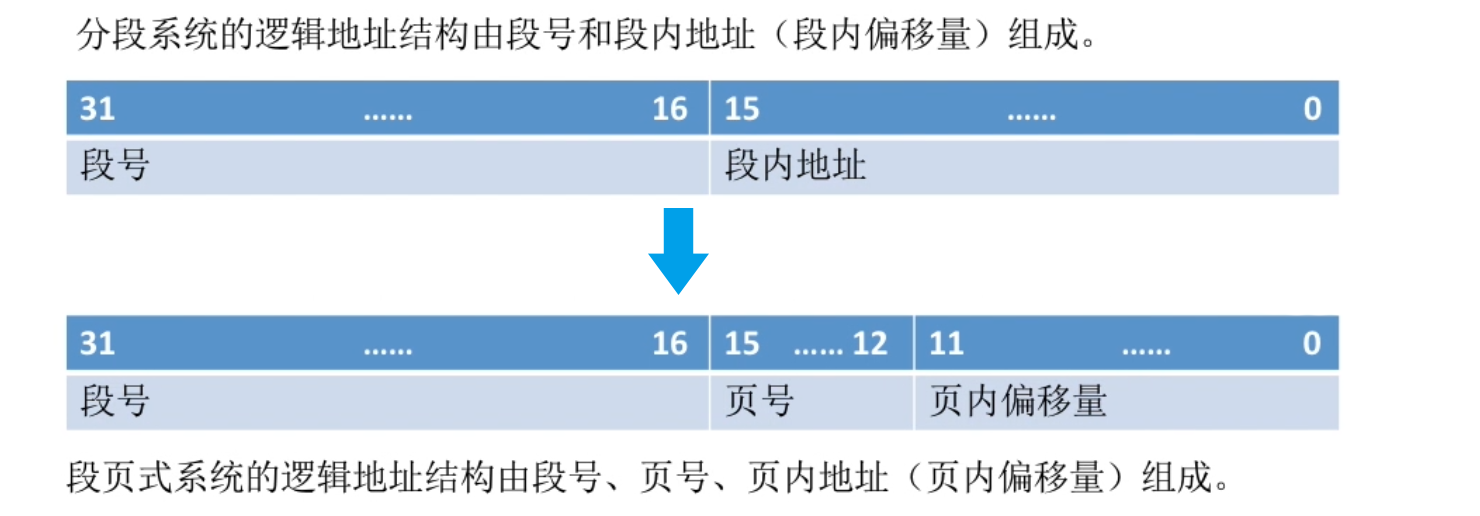 分段系统的逻辑地址结构由段号和段内地址（段内偏移量）组成。
31 ...... 16 15 ...... 0
段号 段内地址
31 ...... 16 15 ...... 12 11 ...... 0
段号 页号 页内偏移量
段页式系统的逻辑地址结构由段号、页号、页内地址（页内偏移量）组成。